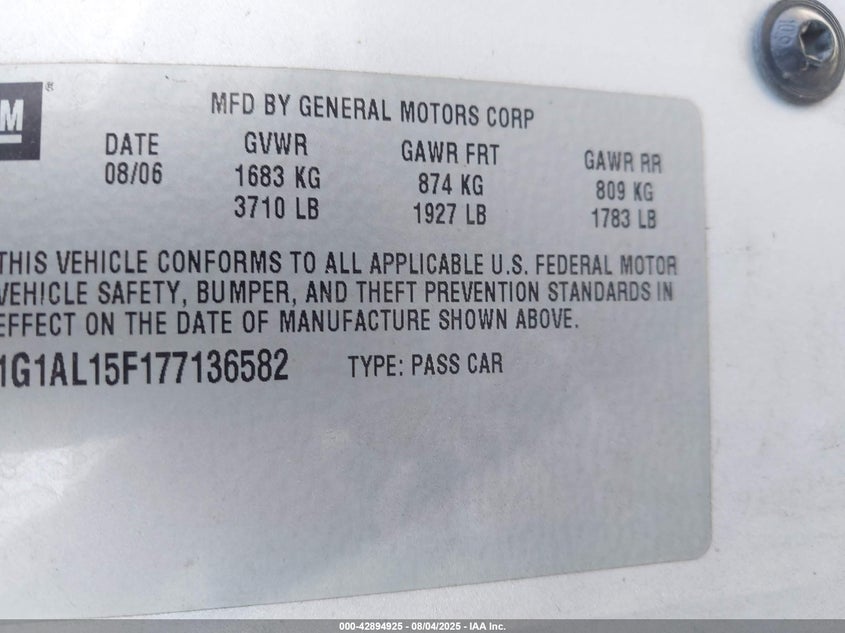 GM ®
MFD BY GENERAL MOTORS CORP
DATE GVWR GAWR FRT GAWR RR
08/06 1683 KG 874 KG 809 KG
3710 LB 1927 LB 1783 LB
THIS VEHICLE CONFORMS TO ALL APPLICABLE U.S. FEDERAL MOTOR
VEHICLE SAFETY, BUMPER, AND THEFT PREVENTION STANDARDS IN
EFFECT ON THE DATE OF MANUFACTURE SHOWN ABOVE.
1G1AL15F177136582 TYPE: PASS CAR
000-42894925 - 08/04/2025 - IAA Inc.